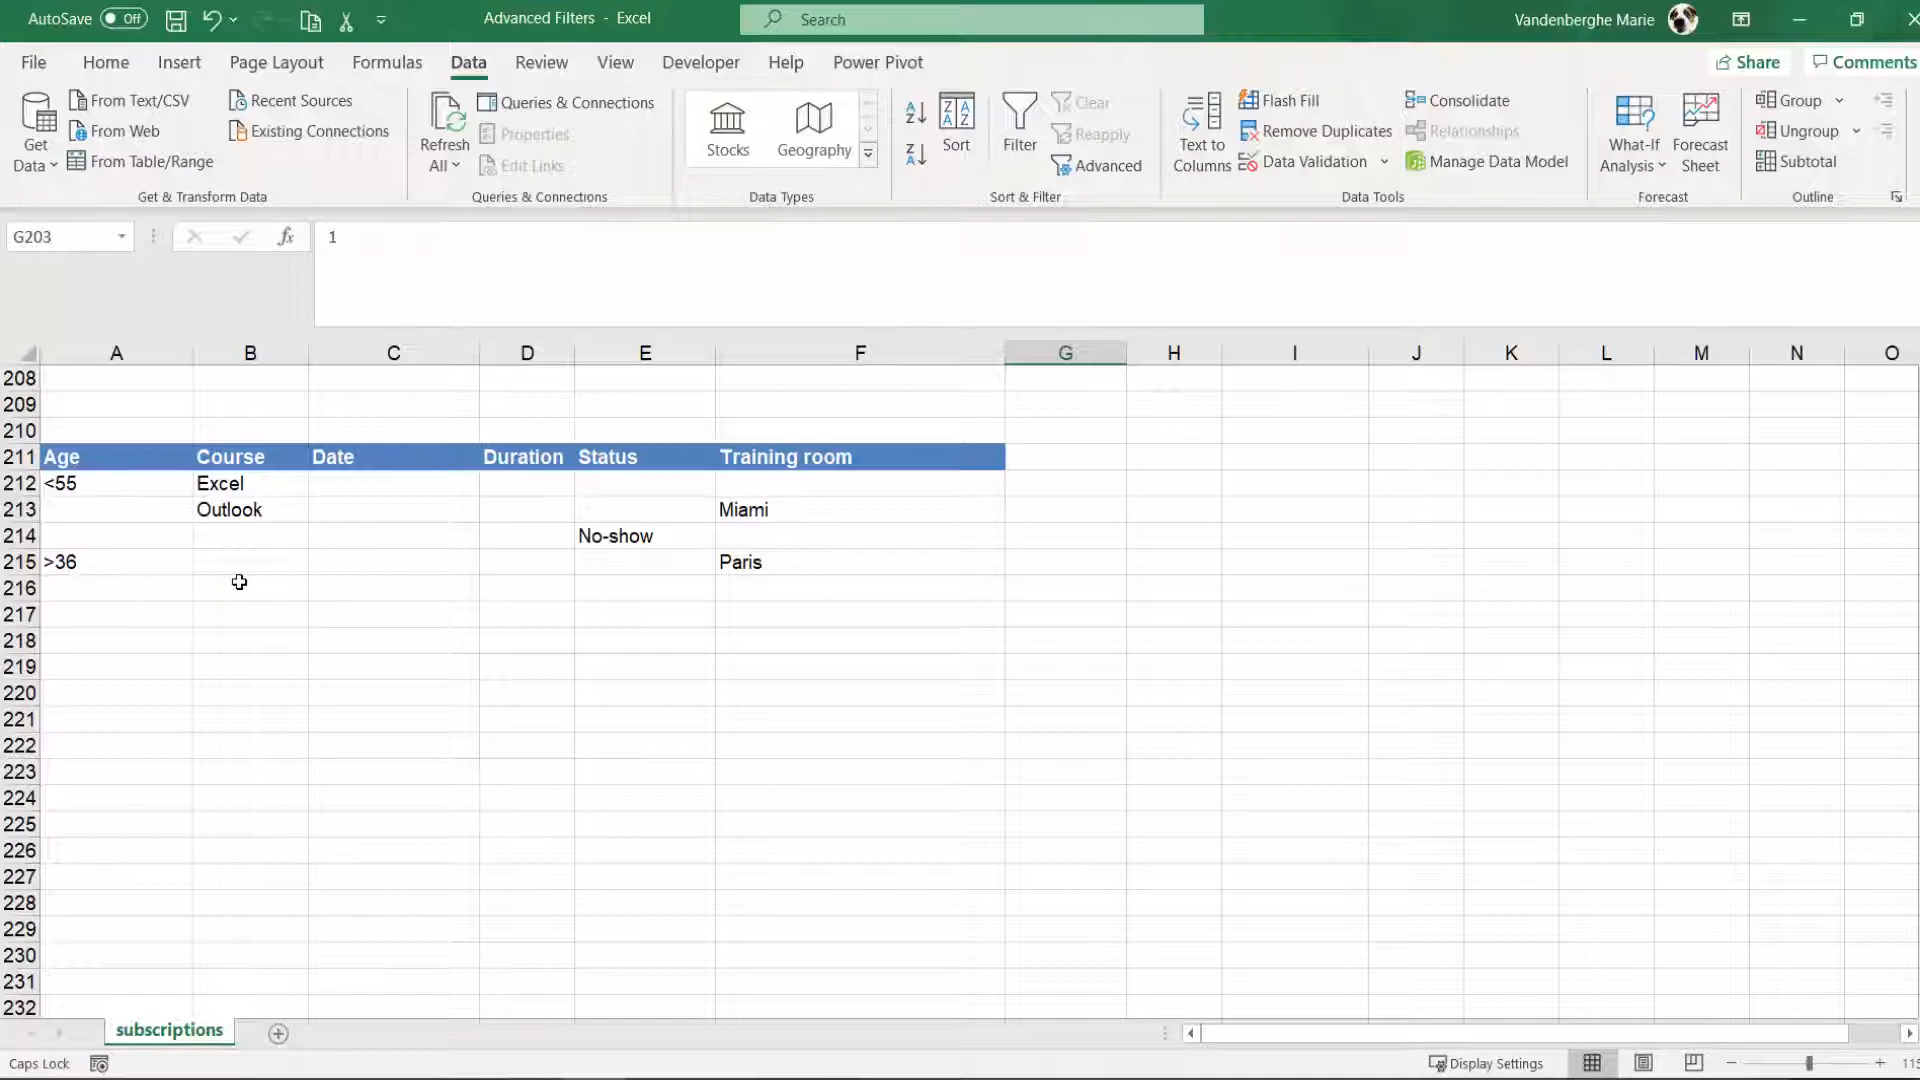 AutoSave Off Advanced Filters - Excel Search Vandenberghe Marie
File Home Insert Page Layout Formulas Data Review View Developer Help Power Pivot Share Comments
Get Data From Text/CSV From Web From Table/Range Recent Sources Existing Connections
Get & Transform Data
Refresh All Queries & Connections Properties Edit Links
Queries & Connections
Stocks Geography
Data Types
Sort Filter Clear Reapply Advanced
Sort & Filter
Text to Columns Flash Fill Remove Duplicates Data Validation Consolidate Relationships Manage Data Model
Data Tools
What-If Analysis Forecast Sheet
Forecast
Group Ungroup Subtotal
Outline
G203 fx 1
A B C D E F G H I J K L M N O
208
209
210
211 Age Course Date Duration Status Training room
212 <55 Excel
213 Outlook Miami
214 No-show
215 >36 Paris
216
217
218
219
220
221
222
223
224
225
226
227
228
229
230
231
232
subscriptions
Caps Lock Display Settings